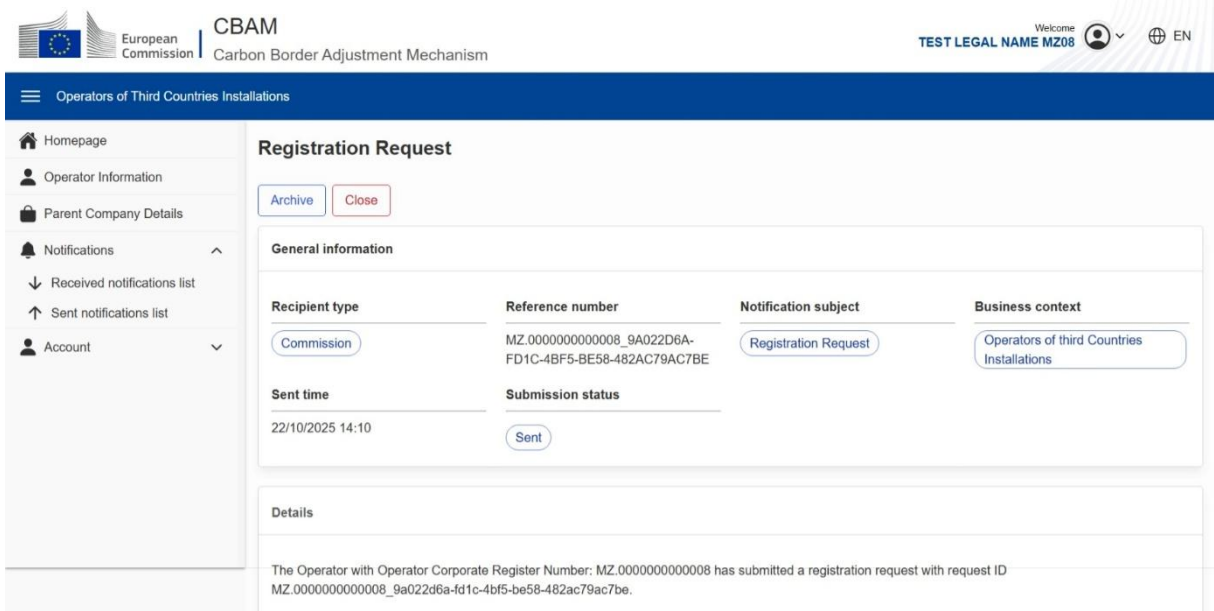 European
Commission
CBAM
Carbon Border Adjustment Mechanism
Welcome
TEST LEGAL NAME MZ08
EN
Operators of Third Countries Installations
Homepage
Operator Information
Parent Company Details
Notifications
Received notifications list
Sent notifications list
Account
Registration Request
Archive
Close
General information
Recipient type
Reference number
Notification subject
Business context
Commission
MZ.0000000000008_9A022D6A-
FD1C-4BF5-BE58-482AC79AC7BE
Registration Request
Operators of third Countries
Installations
Sent time
Submission status
22/10/2025 14:10
Sent
Details
The Operator with Operator Corporate Register Number: MZ.0000000000008 has submitted a registration request with request ID
MZ.0000000000008_9a022d6a-fd1c-4bf5-be58-482ac79ac7be.